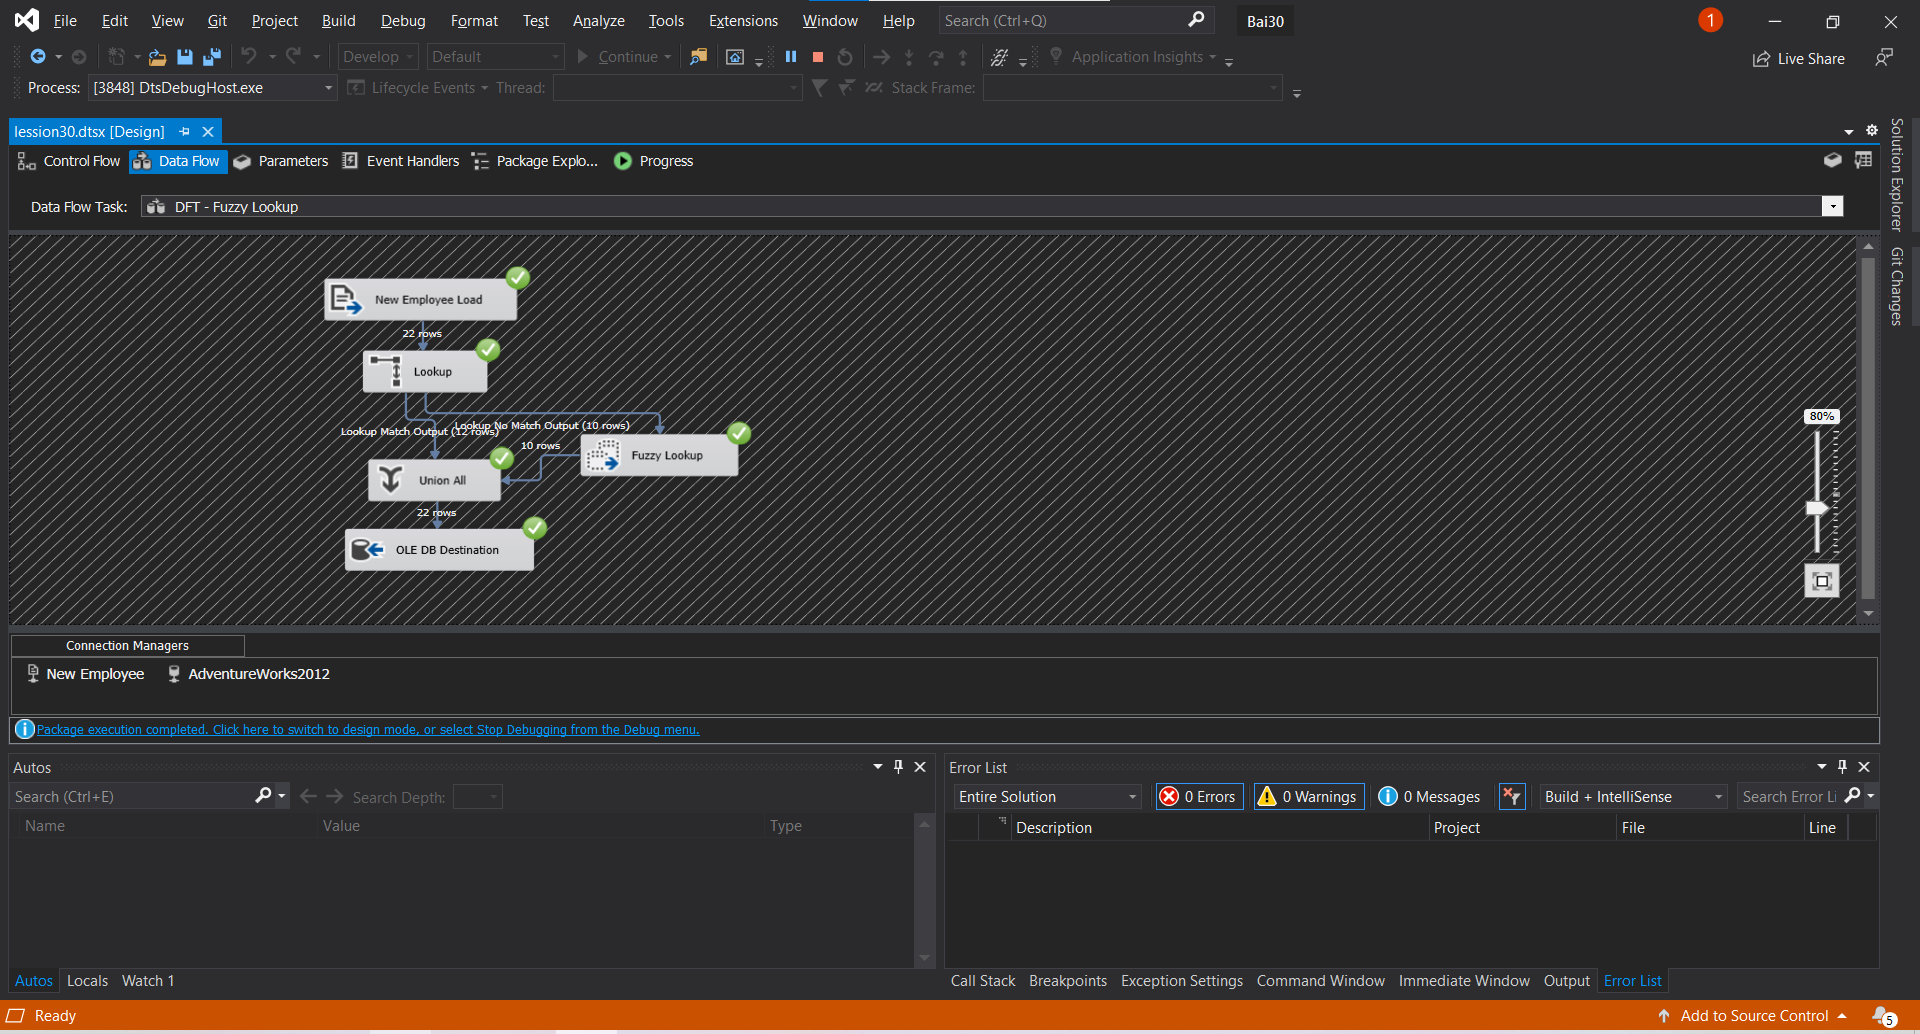 File Edit View Git Project Build Debug Format Test Analyze Tools Extensions Window Help Search (Ctrl+Q) Bai30 1
Develop Default Continue Application Insights Live Share
Process: [3848] DtsDebugHost.exe Lifecycle Events Thread: Stack Frame:
lession30.dtsx [Design]
Control Flow Data Flow Parameters Event Handlers Package Explo... Progress
Data Flow Task: DFT - Fuzzy Lookup
Solution Explorer
Git Changes
New Employee Load
22 rows
Lookup
Lookup No Match Output (10 rows)
Lookup Match Output (12 rows)
10 rows
Fuzzy Lookup
Union All
22 rows
OLE DB Destination
80%
Connection Managers
New Employee AdventureWorks2012
Package execution completed. Click here to switch to design mode, or select Stop Debugging from the Debug menu.
Autos
Search (Ctrl+E) Search Depth:
Name Value Type
Autos Locals Watch 1
Error List
Entire Solution 0 Errors 0 Warnings 0 Messages Build + IntelliSense Search Error Li
Description Project File Line
Call Stack Breakpoints Exception Settings Command Window Immediate Window Output Error List
Ready Add to Source Control 5